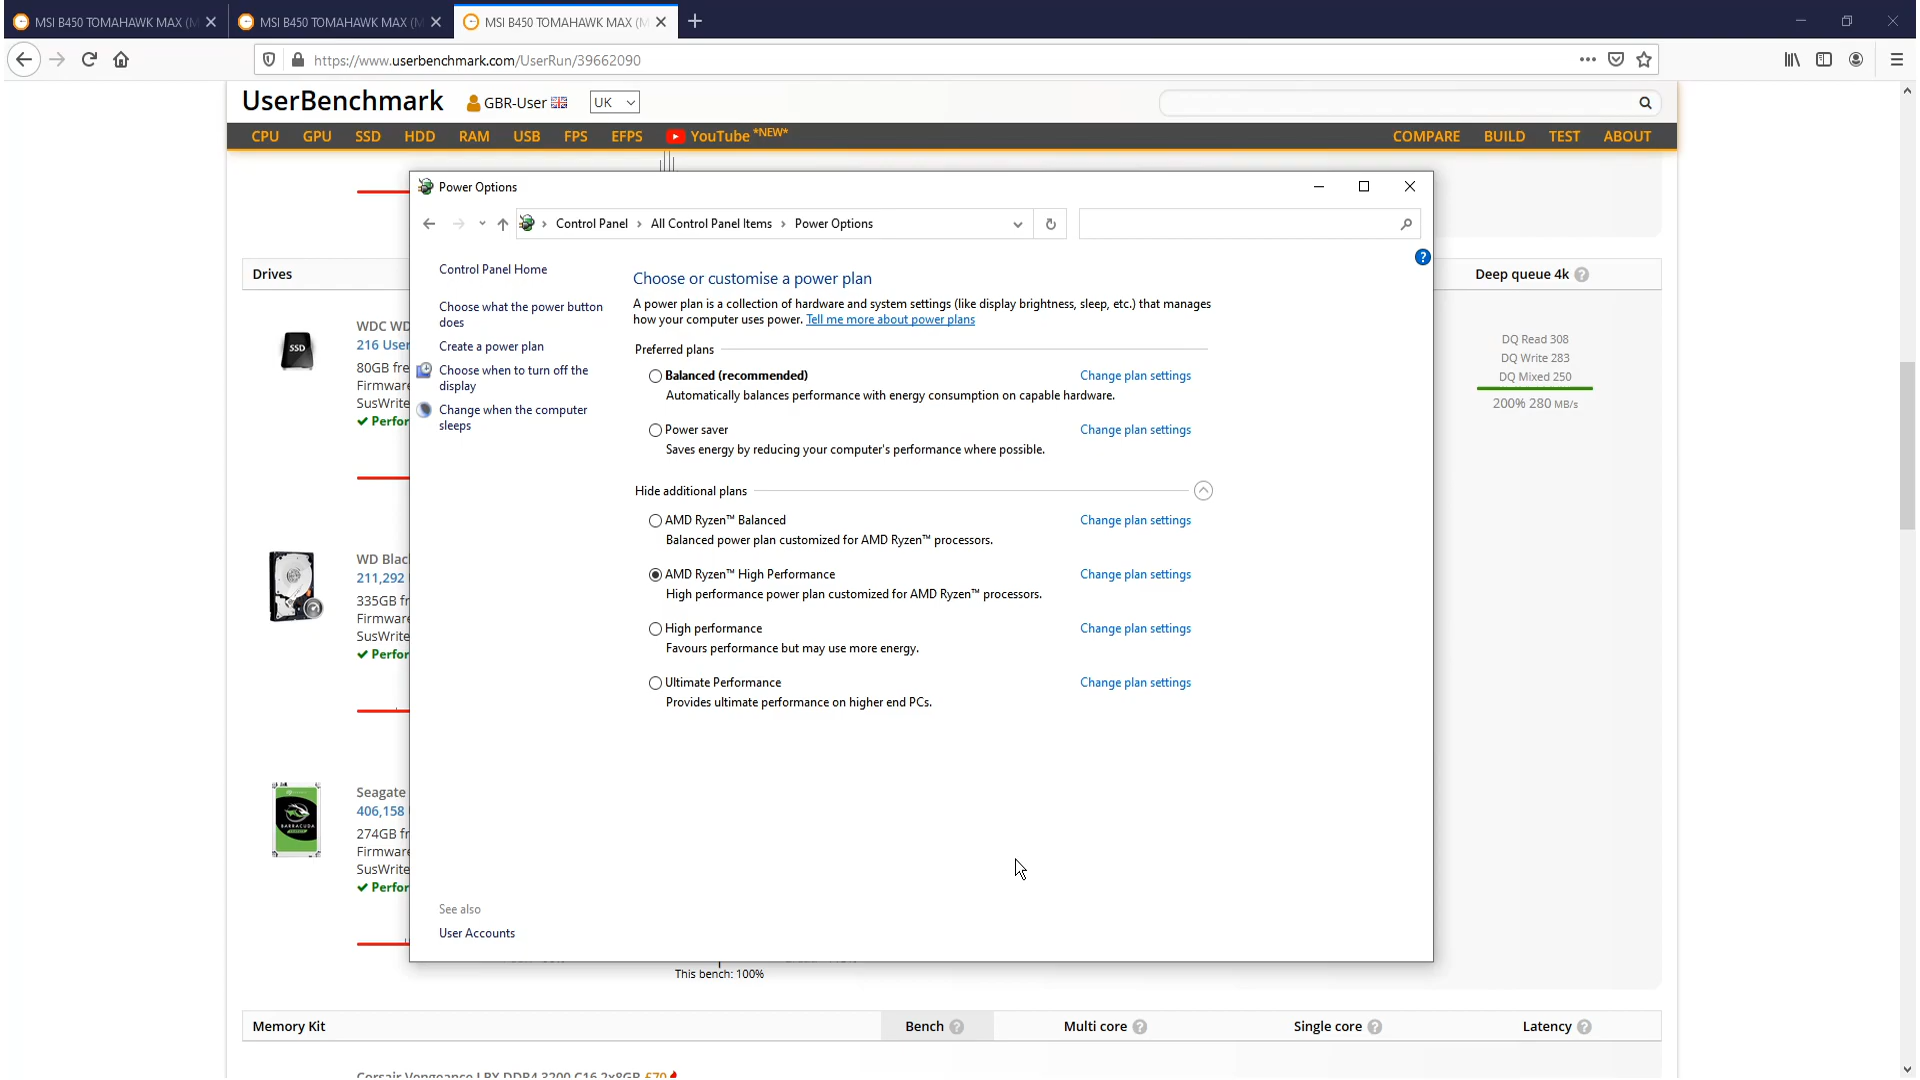 MSI B450 TOMAHAWK MAX (M
MSI B450 TOMAHAWK MAX (M
MSI B450 TOMAHAWK MAX (M
https://www.userbenchmark.com/UserRun/39662090
UserBenchmark
GBR-User
UK
CPU GPU SSD HDD RAM USB FPS EFPS YouTube *NEW* COMPARE BUILD TEST ABOUT
Power Options
Control Panel › All Control Panel Items › Power Options
Control Panel Home
Choose what the power button
does
Create a power plan
Choose when to turn off the
display
Change when the computer
sleeps
Choose or customise a power plan
A power plan is a collection of hardware and system settings (like display brightness, sleep, etc.) that manages
how your computer uses power. Tell me more about power plans
Preferred plans
Balanced (recommended) Change plan settings
Automatically balances performance with energy consumption on capable hardware.
Power saver Change plan settings
Saves energy by reducing your computer's performance where possible.
Hide additional plans
AMD Ryzen™ Balanced Change plan settings
Balanced power plan customized for AMD Ryzen™ processors.
AMD Ryzen™ High Performance Change plan settings
High performance power plan customized for AMD Ryzen™ processors.
High performance Change plan settings
Favours performance but may use more energy.
Ultimate Performance Change plan settings
Provides ultimate performance on higher end PCs.
See also
User Accounts
Drives
Deep queue 4k ?
SSD
WDC WD
216 User
80GB fre
Firmware
SusWrite
Perfor
DQ Read 308
DQ Write 283
DQ Mixed 250
200% 280 MB/s
WD Blac
211,292
335GB fr
Firmware
SusWrite
Perfor
BARRACUDA
Seagate
406,158
274GB fr
Firmware
SusWrite
Perfor
This bench: 100%
Memory Kit Bench ? Multi core ? Single core ? Latency ?
Corsair Vengeance LPX DDR4 3200 C16 2x8GB £70